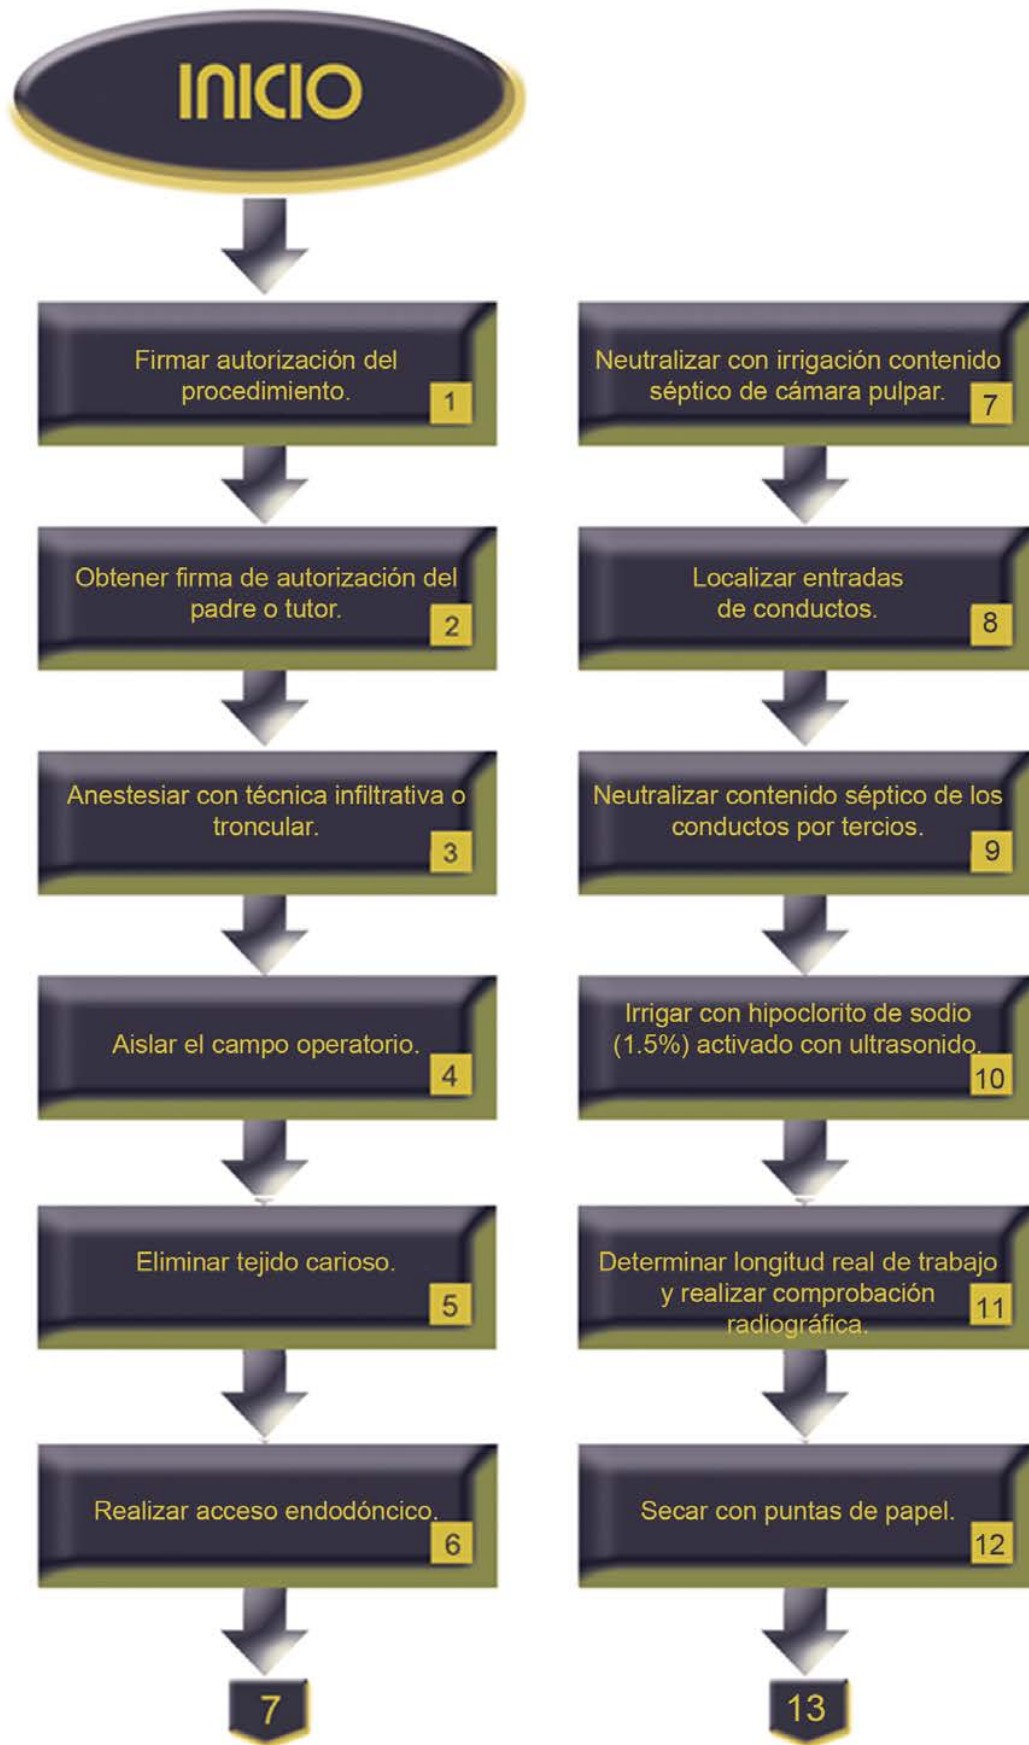 INICIO
Firmar autorización del
procedimiento.
1
Obtener firma de autorización del
padre o tutor.
2
Anestesiar con técnica infiltrativa o
troncular.
3
Aislar el campo operatorio.
4
Eliminar tejido carioso.
5
Realizar acceso endodóncico.
6
7
Neutralizar con irrigación contenido
séptico de cámara pulpar.
7
Localizar entradas
de conductos.
8
Neutralizar contenido séptico de los
conductos por tercios.
9
Irrigar con hipoclorito de sodio
(1.5%) activado con ultrasonido.
10
Determinar longitud real de trabajo
y realizar comprobación
radiográfica.
11
Secar con puntas de papel.
12
13